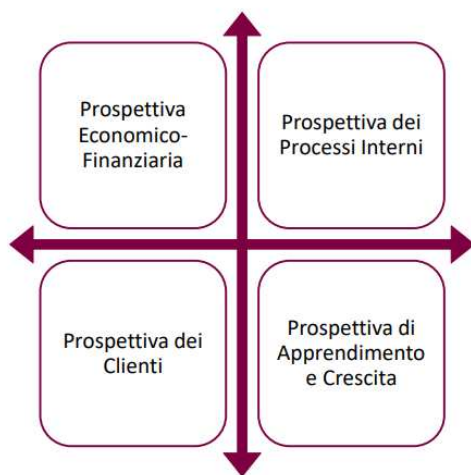 Prospettiva
Economico-
Finanziaria
Prospettiva dei
Processi Interni
Prospettiva dei
Clienti
Prospettiva di
Apprendimento
e Crescita